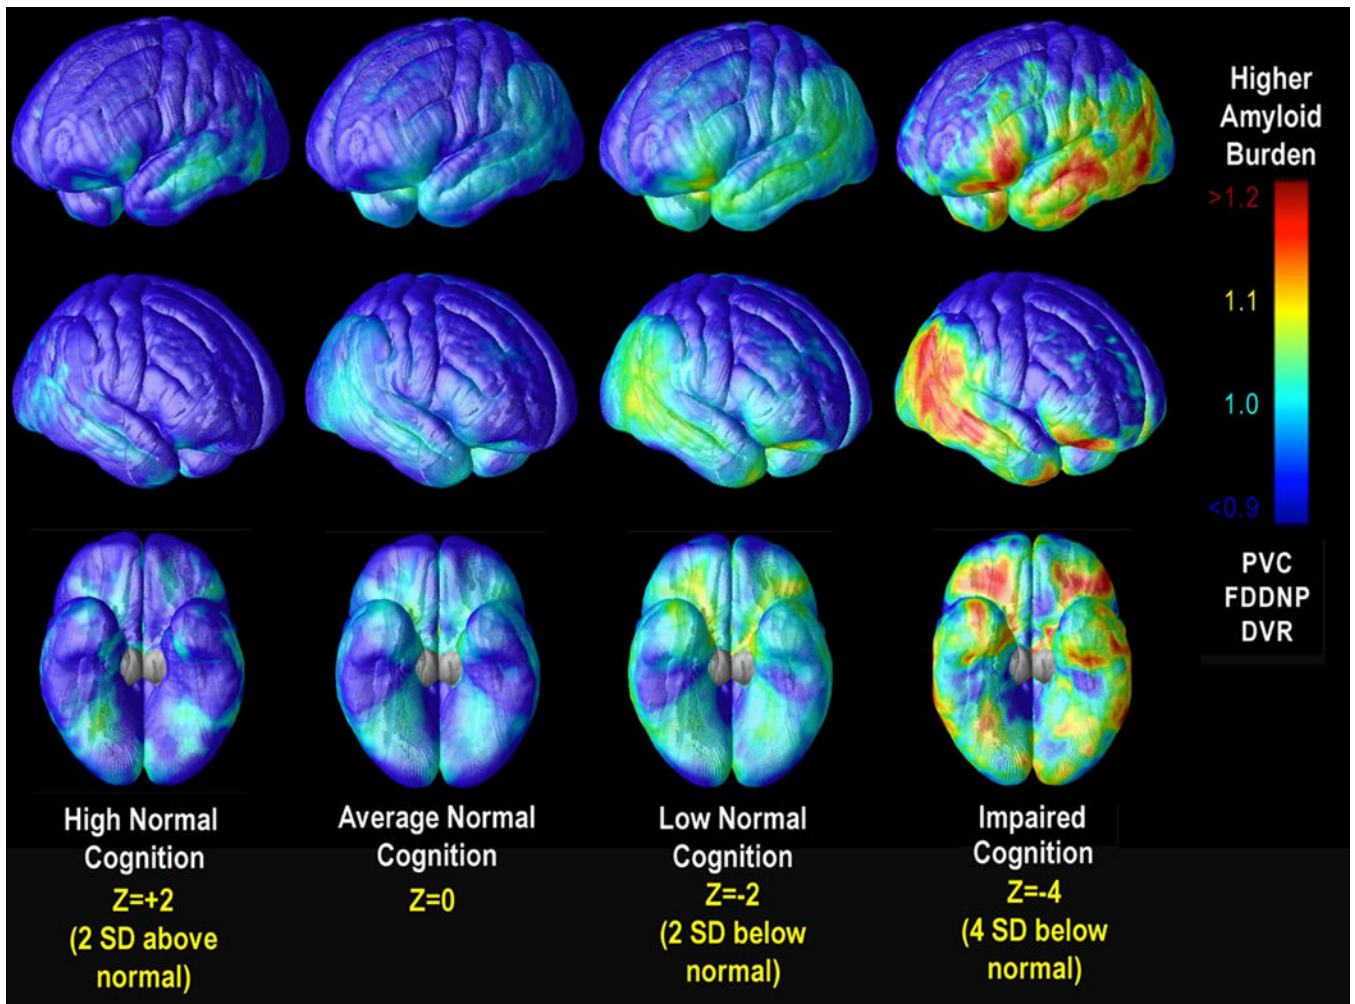 Higher
Amyloid
Burden
>1.2
1.1
1.0
<0.9
PVC
FDDNP
DVR
High Normal
Cognition
Z=+2
(2 SD above
normal)
Average Normal
Cognition
Z=0
Low Normal
Cognition
Z=-2
(2 SD below
normal)
Impaired
Cognition
Z=-4
(4 SD below
normal)